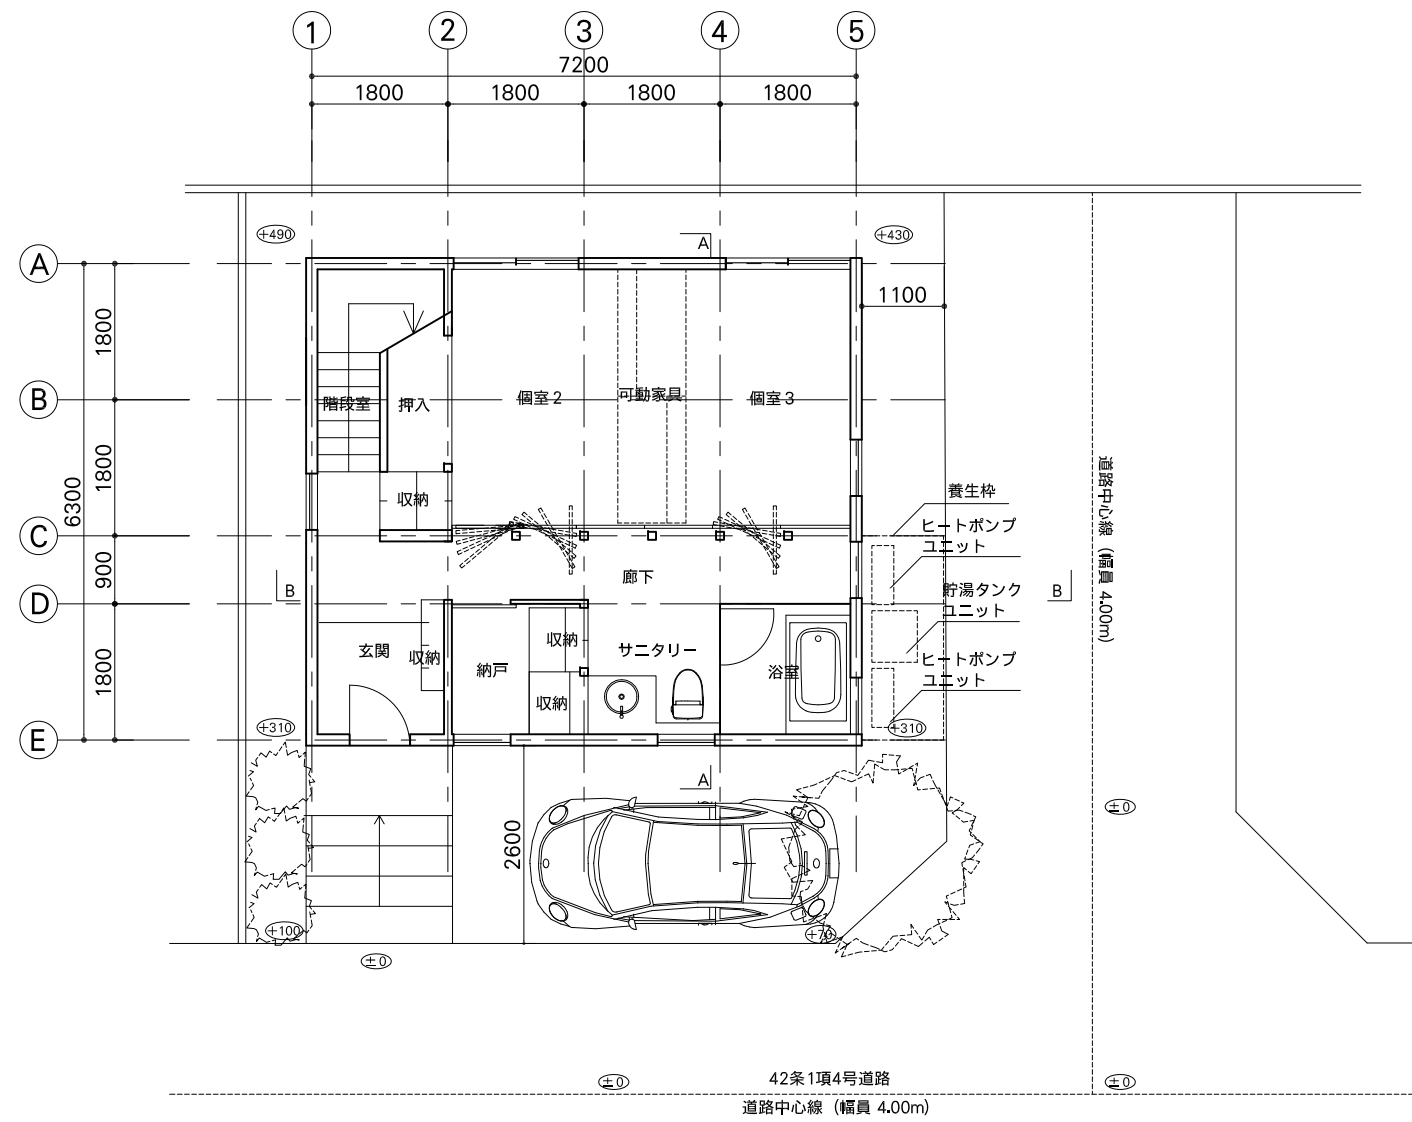 1 2 3 4 5
7200
1800 1800 1800 1800
+490
+430
A
A
1100
1800
B
階段室 押入 個室2 可動家具 個室3
1800
6300
収納
養生枠
道路中心線（幅員 4.00m）
C
ヒートポンプ
ユニット
900
廊下
B
B
貯湯タンク
ユニット
D
1800
玄関 収納 納戸 収納 サニタリー 浴室
ヒートポンプ
ユニット
収納
+310
+310
E
A
±0
2600
+100
+70
±0
42条1項4号道路
±0
±0
道路中心線（幅員 4.00m）